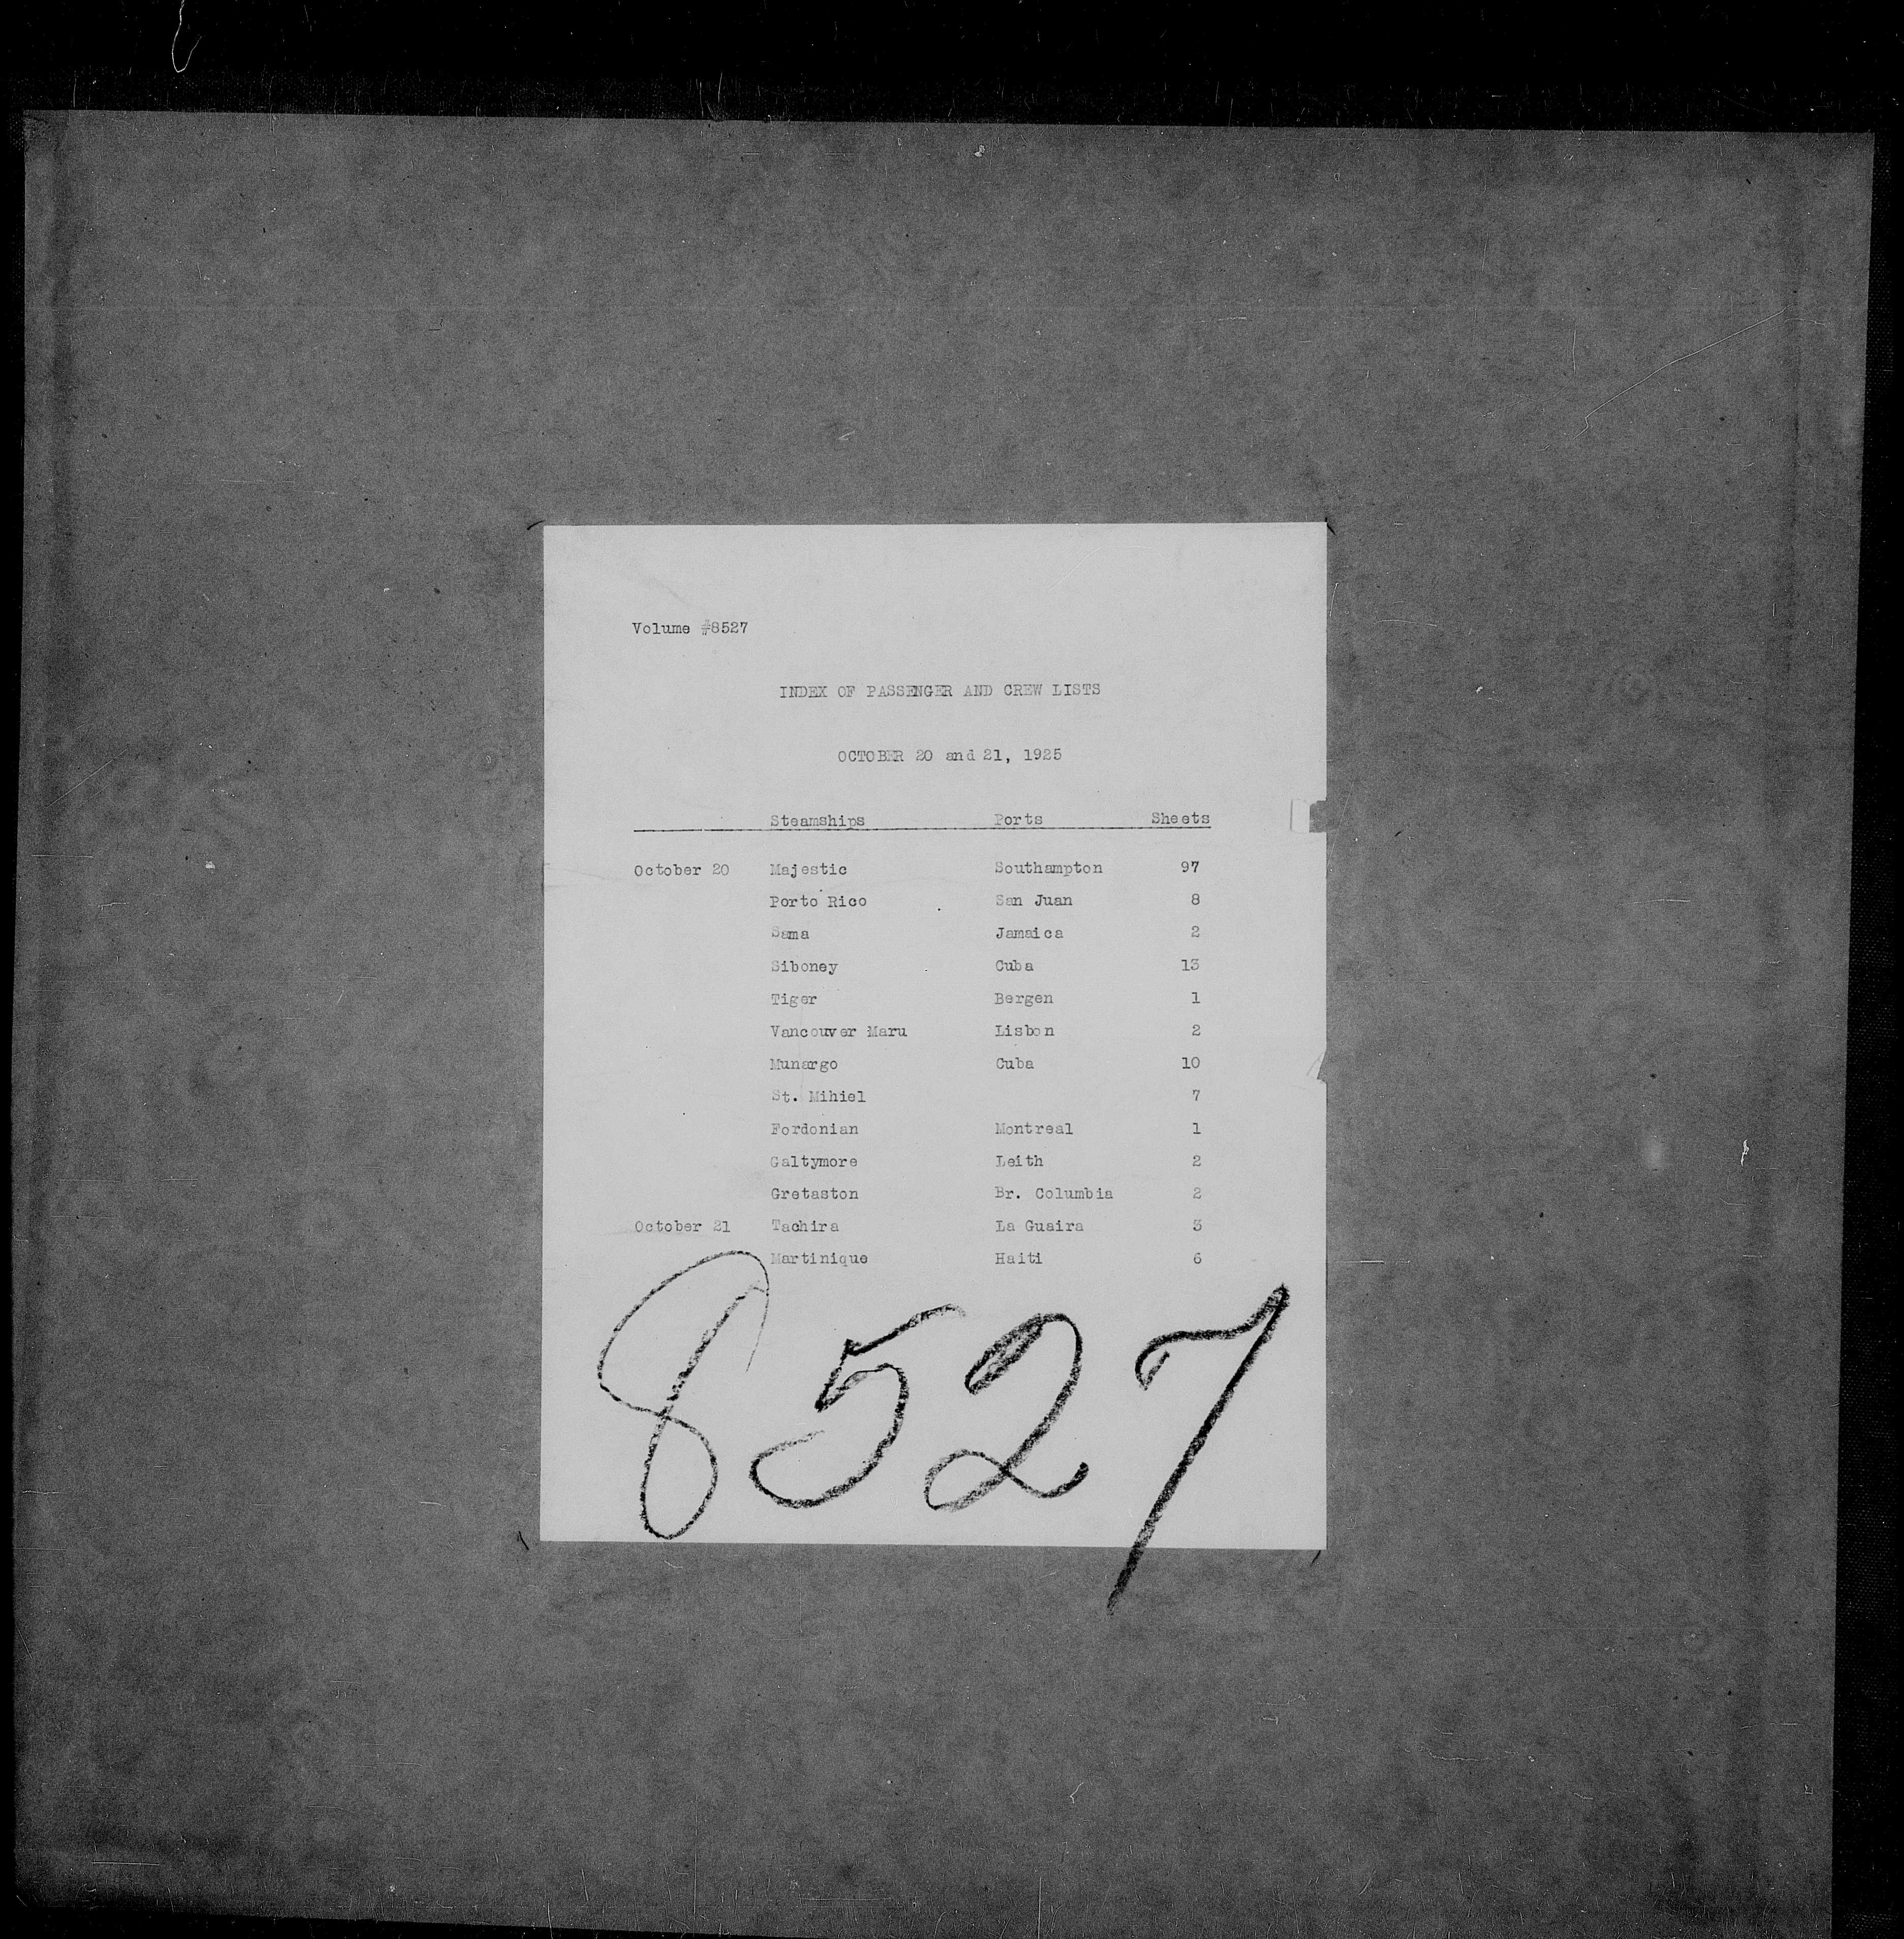 Volume #8527
INDEX OF PASSENGER AND CREW LISTS
OCTOBER 20 and 21, 1925
Steamships Ports Sheets
October 20 Majestic Southampton 97
Porto Rico San Juan 8
Sama Jamaica 2
Siboney Cuba 13
Tiger Bergen 1
Vancouver Maru Lisbon 2
Munargo Cuba 10
St. Mihiel 7
Fordonian Montreal 1
Galtymore Leith 2
Gretaston Br. Columbia 2
October 21 Tachira La Guaira 3
Martinique Haiti 6
8527